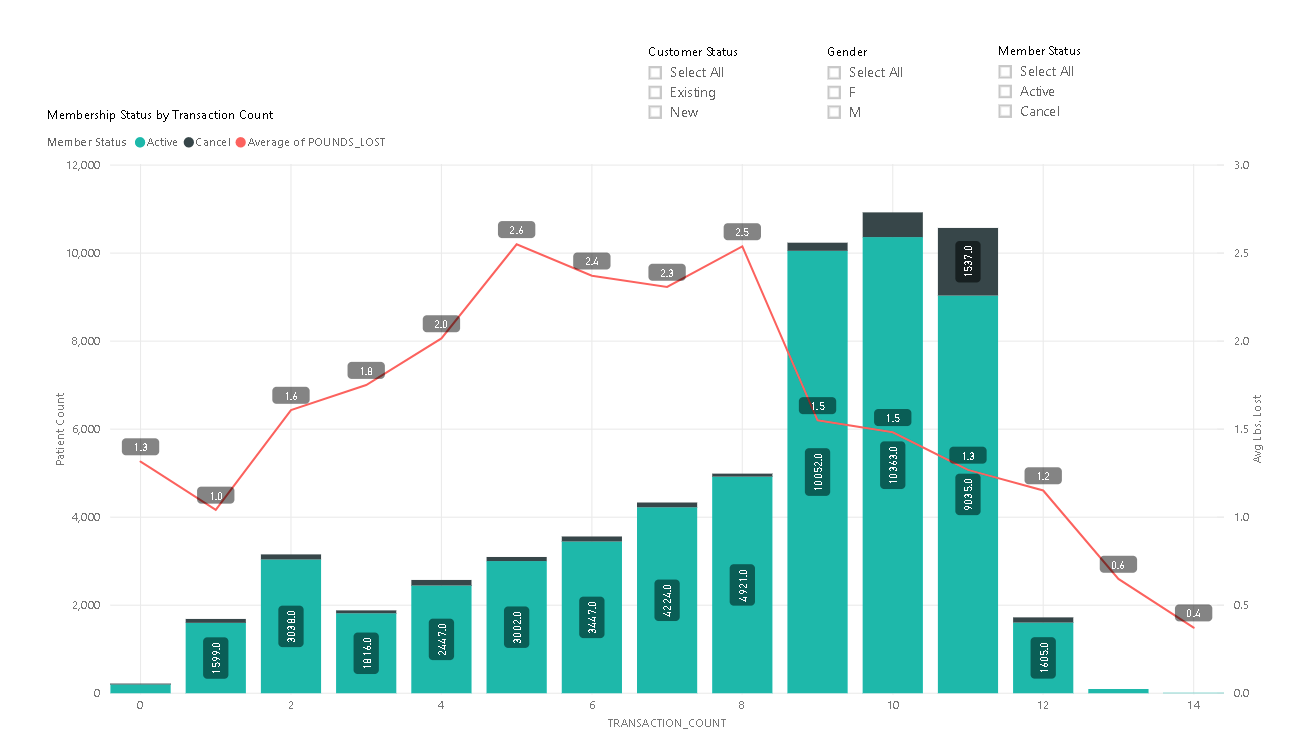 Customer Status
Select All
Existing
New
Gender
Select All
F
M
Member Status
Select All
Active
Cancel
Membership Status by Transaction Count
Member Status Active Cancel Average of POUNDS_LOST
12,000
10,000
8,000
6,000
4,000
2,000
0
Patient Count
3.0
2.5
2.0
1.5
1.0
0.5
0.0
Avg Lbs. Lost
1.3
1.0
1.6
1.8
2.0
2.6
2.4
2.3
2.5
1.5
1.5
1.3
1.2
0.6
0.4
1599.0
3038.0
1816.0
2447.0
3002.0
3447.0
4224.0
4921.0
10052.0
10363.0
9035.0
1537.0
1605.0
0 2 4 6 8 10 12 14
TRANSACTION_COUNT